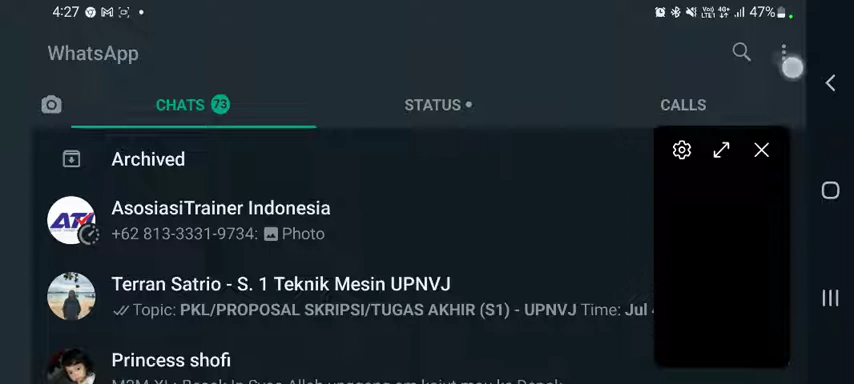 4:27
47%
WhatsApp
CHATS 73
STATUS
CALLS
Archived
AsosiasiTrainer Indonesia
+62 813-3331-9734: Photo
Terran Satrio - S. 1 Teknik Mesin UPNVJ
Topic: PKL/PROPOSAL SKRIPSI/TUGAS AKHIR (S1) - UPNVJ Time: Jul
Princess shofi